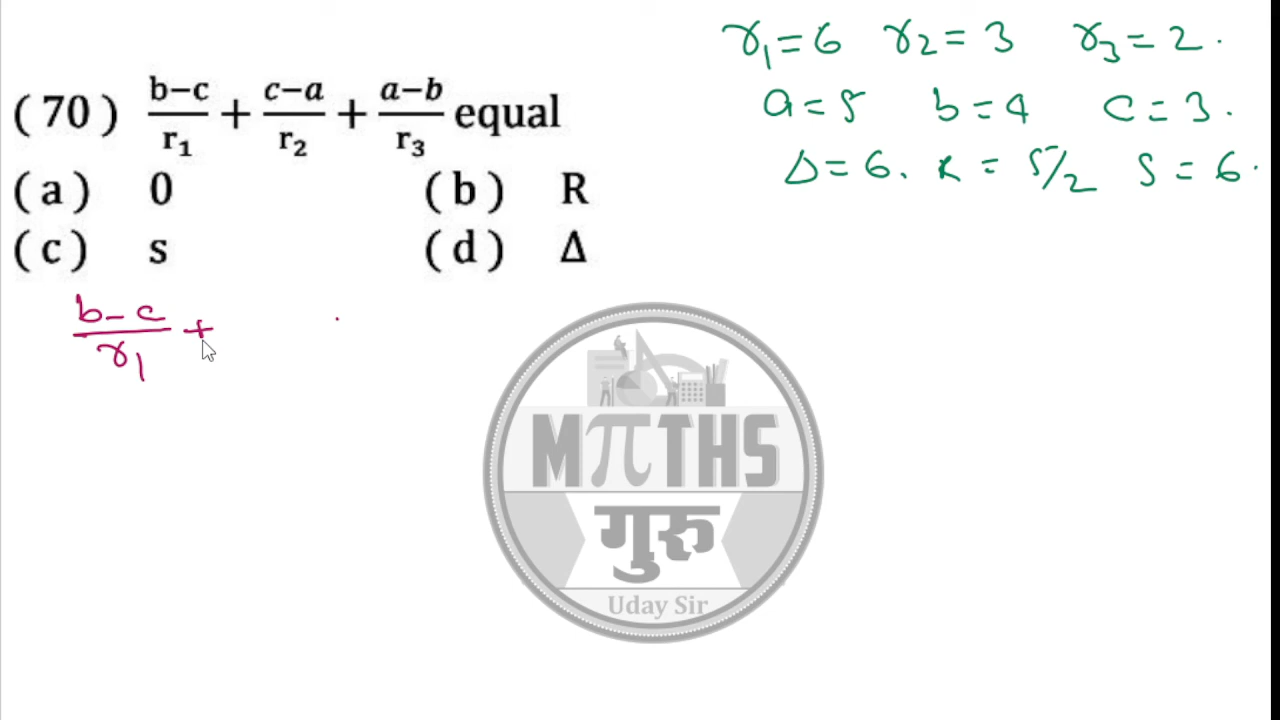 r₁ = 6 r₂ = 3 r₃ = 2.
(70) b−c/r₁ + c−a/r₂ + a−b/r₃ equal
a = 5 b = 4 c = 3.
Δ = 6. R = 5/2 S = 6.
(a) 0 (b) R
(c) s (d) Δ
b−c/r₁ +
MπTHS
गुरु
Uday Sir